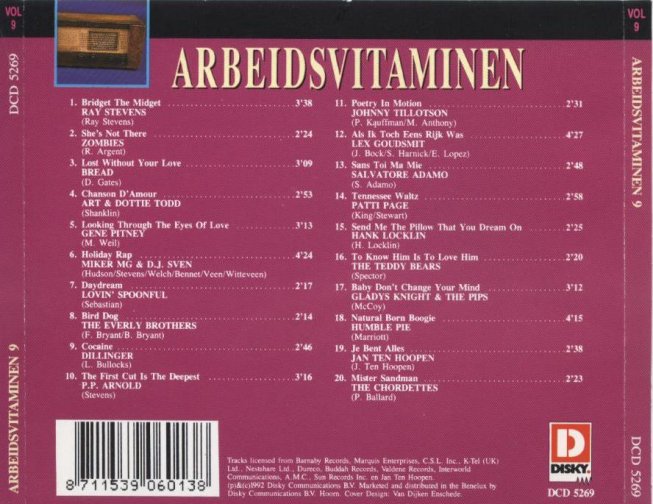 VOL
9
DCD 5269
ARBEIDSVITAMINEN 9
ARBEIDSVITAMINEN
1. Bridget The Midget 3'38
RAY STEVENS
(Ray Stevens)
2. She's Not There 2'24
ZOMBIES
(R. Argent)
3. Lost Without Your Love 3'09
BREAD
(D. Gates)
4. Chanson D'Amour 2'53
ART & DOTTIE TODD
(Shanklin)
5. Looking Through The Eyes Of Love 3'13
GENE PITNEY
(M. Weil)
6. Holiday Rap 4'24
MIKER MG & D.J. SVEN
(Hudson/Stevens/Welch/Bennet/Veen/Witteveen)
7. Daydream 2'17
LOVIN' SPOONFUL
(Sebastian)
8. Bird Dog 2'14
THE EVERLY BROTHERS
(F. Bryant/B. Bryant)
9. Cocaine 2'46
DILLINGER
(L. Bullocks)
10. The First Cut Is The Deepest 3'16
P.P. ARNOLD
(Stevens)
11. Poetry In Motion 2'31
JOHNNY TILLOTSON
(P. Kauffman/M. Anthony)
12. Als Ik Toch Eens Rijk Was 4'27
LEX GOUDSMIT
(J. Bock/S. Harnick/E. Lopez)
13. Sans Toi Ma Mie 2'48
SALVATORE ADAMO
(S. Adamo)
14. Tennessee Waltz 2'58
PATTI PAGE
(King/Stewart)
15. Send Me The Pillow That You Dream On 2'25
HANK LOCKLIN
(H. Locklin)
16. To Know Him Is To Love Him 2'20
THE TEDDY BEARS
(Spector)
17. Baby Don't Change Your Mind 3'12
GLADYS KNIGHT & THE PIPS
(McCoy)
18. Natural Born Boogie 4'15
HUMBLE PIE
(Marriott)
19. Je Bent Alles 2'38
JAN TEN HOOPEN
(J. Ten Hoopen)
20. Mister Sandman 2'23
THE CHORDETTES
(P. Ballard)
8 711539 060138
Tracks licensed from Barnaby Records, Marquis Enterprises, C.S.L. Inc., K-Tel (UK)
Ltd., Nestshare Ltd., Dureco, Buddah Records, Valdene Records, Interworld
Communications, A.M.C., Sun Records Inc. en Jan Ten Hoopen.
(p)&(c)1992 Disky Communications B.V. Marketed and distributed in the Benelux by
Disky Communications B.V. Hoorn. Cover Design: Van Dijken Enschede.
D
DISKY
DCD 5269
VOL
9
ARBEIDSVITAMINEN 9
DCD 5269